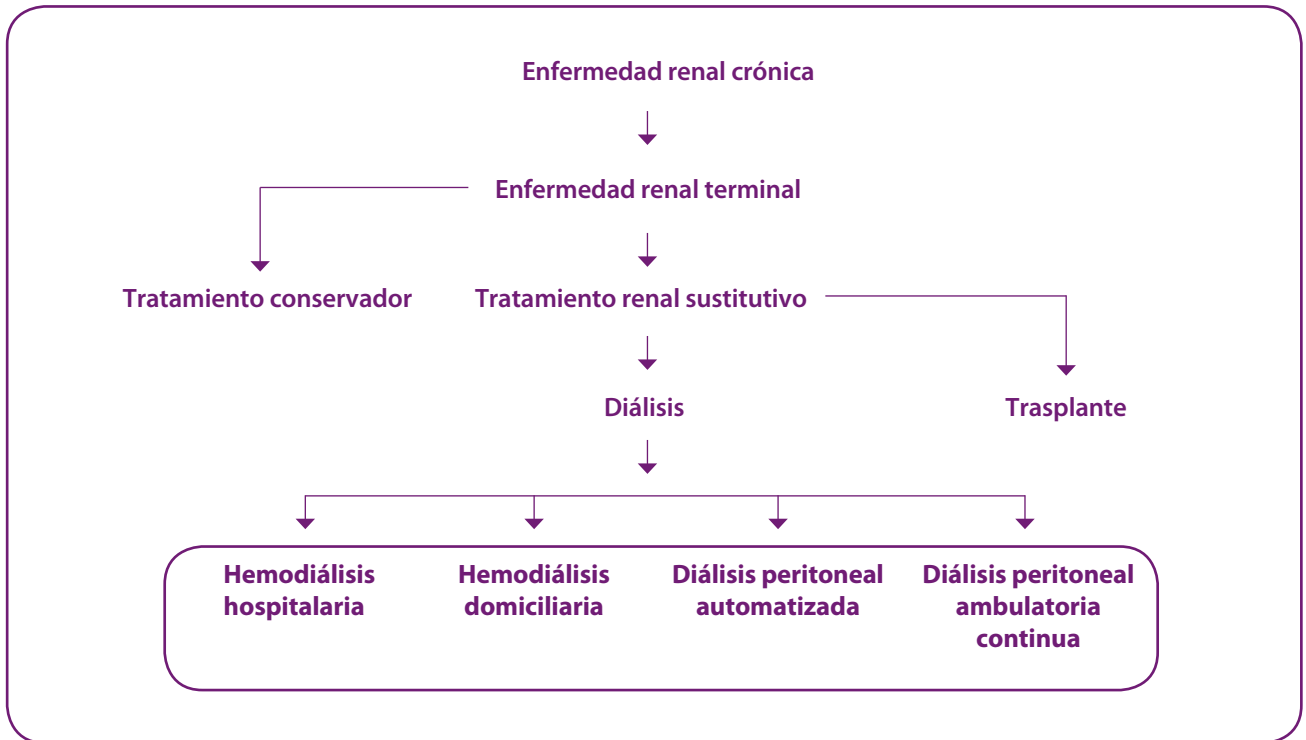 Enfermedad renal crónica
Enfermedad renal terminal
Tratamiento conservador
Tratamiento renal sustitutivo
Diálisis
Trasplante
Hemodiálisis
hospitalaria
Hemodiálisis
domiciliaria
Diálisis peritoneal
automatizada
Diálisis peritoneal
ambulatoria
continua